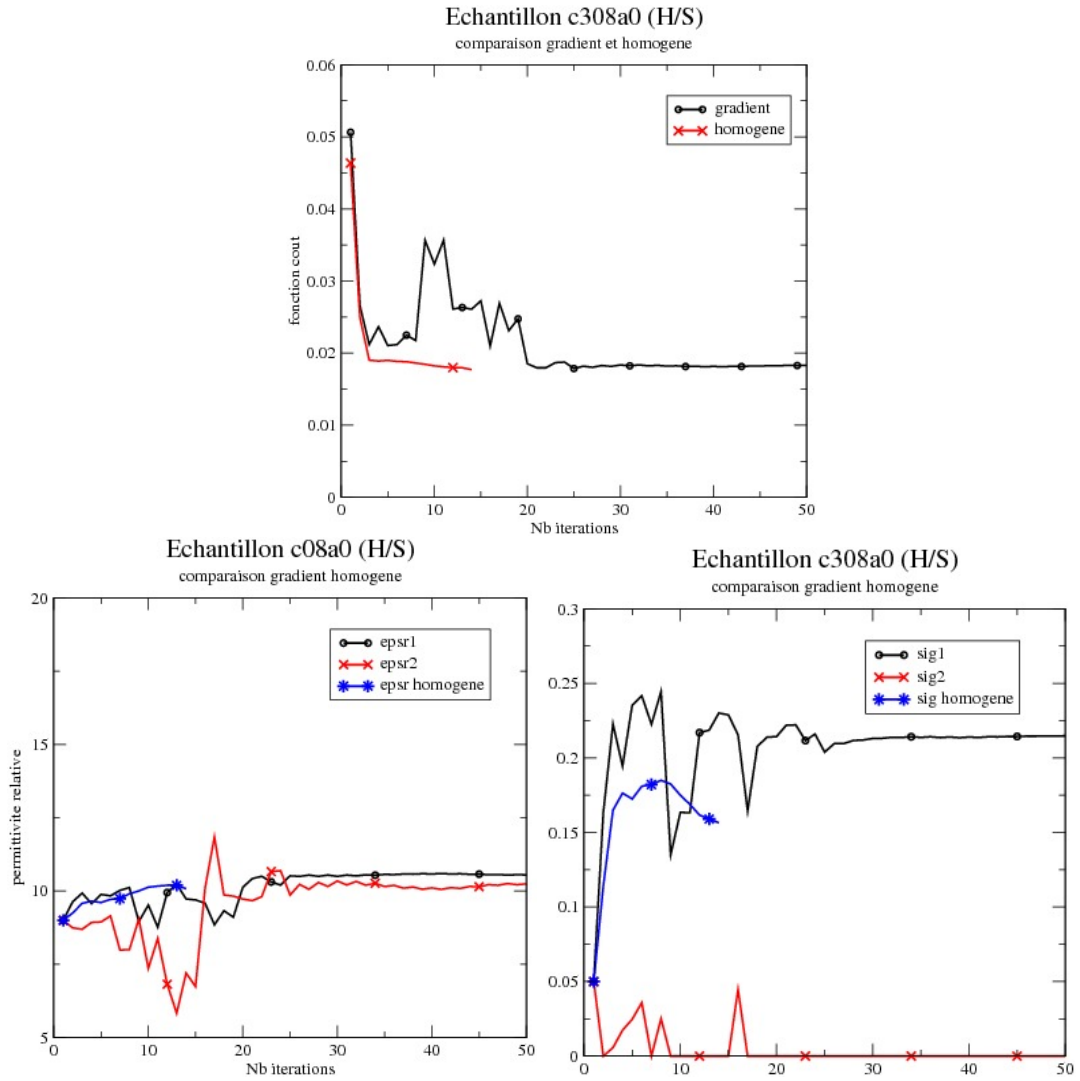 Echantillon c308a0 (H/S)
comparaison gradient et homogene
0.06
0.05
0.04
0.03
0.02
0.01
0
fonction cout
gradient
homogene
0 10 20 30 40 50
Nb iterations
Echantillon c08a0 (H/S)
comparaison gradient homogene
20
15
10
5
permittivite relative
epsr1
epsr2
epsr homogene
0 10 20 30 40 50
Nb iterations
Echantillon c308a0 (H/S)
comparaison gradient homogene
0.3
0.25
0.2
0.15
0.1
0.05
0
sig1
sig2
sig homogene
0 10 20 30 40 50